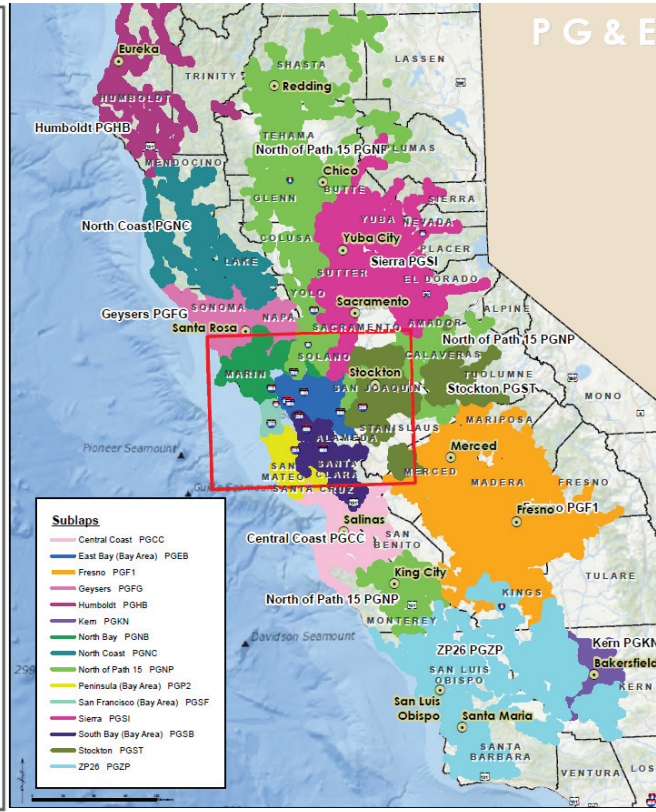 PG&E
Eureka
LASSEN
SHASTA
TRINITY
Redding
HUMBOLDT
Humboldt PGHB
TEHAMA
North of Path 15 PGNP
PLUMAS
MENDOCINO
Chico
BUTTE
GLENN
SIERRA
YUBA
NEVADA
North Coast PGNC
COLUSA
Yuba City
PLACER
LAKE
Sierra PGSI
SUTTER
EL DORADO
YOLO
SONOMA
Geysers PGFG
NAPA
Sacramento
ALPINE
Santa Rosa
SACRAMENTO
AMADOR
North of Path 15 PGNP
SOLANO
CALAVERAS
MARIN
TUOLUMNE
Stockton
SAN JOAQUIN
Stockton PGST
MONO
MARIPOSA
STANISLAUS
ALAMEDA
Pioneer Seamount
Merced
SANTA CLARA
SAN MATEO
MERCED
MADERA
FRESNO
SANTA CRUZ
Fresno
PGF1
Salinas
Central Coast PGCC
SAN BENITO
TULARE
King City
KINGS
North of Path 15 PGNP
MONTEREY
Davidson Seamount
ZP26 PGZP
Kern PGKN
SAN LUIS OBISPO
Bakersfield
KERN
San Luis Obispo
Santa Maria
SANTA BARBARA
VENTURA
LOS
Sublaps
Central Coast PGCC
East Bay (Bay Area) PGEB
Fresno PGF1
Geysers PGFG
Humboldt PGHB
Kern PGKN
North Bay PGNB
North Coast PGNC
North of Path 15 PGNP
Peninsula (Bay Area) PGP2
San Francisco (Bay Area) PGSF
Sierra PGSI
South Bay (Bay Area) PGSB
Stockton PGST
ZP26 PGZP